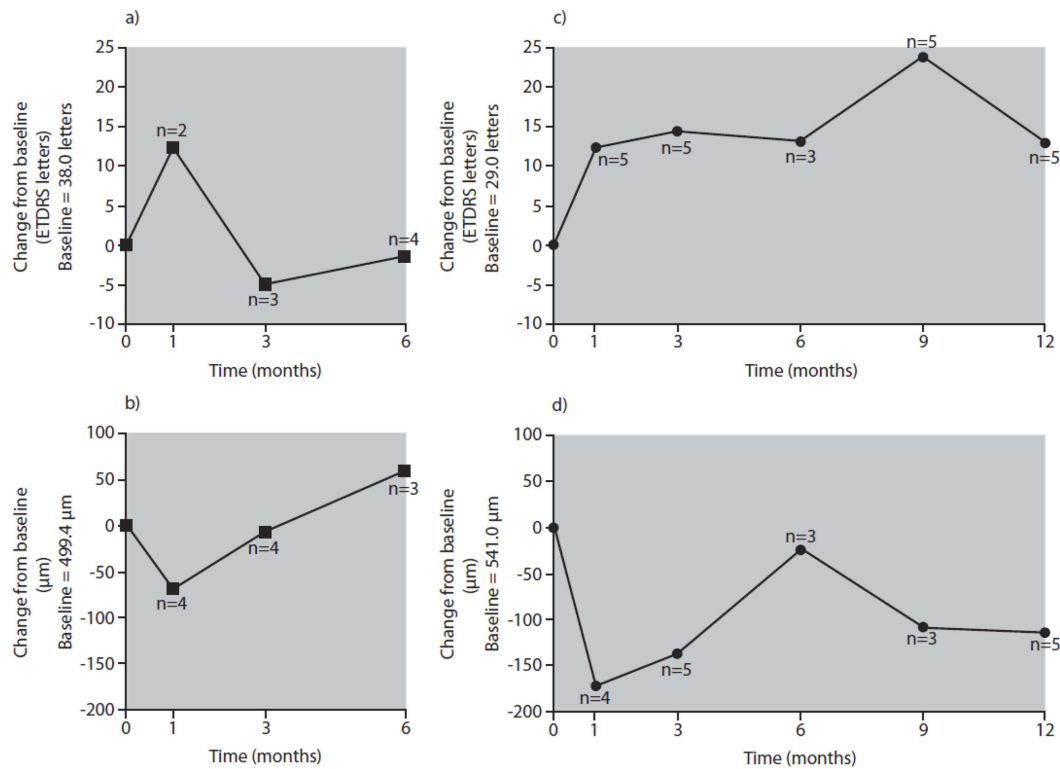 a)
25
20
15
10
5
0
-5
-10
Change from baseline
(ETDRS letters)
Baseline = 38.0 letters
n=2
n=3
n=4
0 1 3 6
Time (months)
c)
25
20
15
10
5
0
-5
-10
Change from baseline
(ETDRS letters)
Baseline = 29.0 letters
n=5
n=5
n=3
n=5
n=5
0 1 3 6 9 12
Time (months)
b)
100
50
0
-50
-100
-150
-200
Change from baseline
(µm)
Baseline = 499.4 µm
n=4
n=4
n=3
0 1 3 6
Time (months)
d)
100
50
0
-50
-100
-150
-200
Change from baseline
(µm)
Baseline = 541.0 µm
n=4
n=5
n=3
n=3
n=5
0 1 3 6 9 12
Time (months)